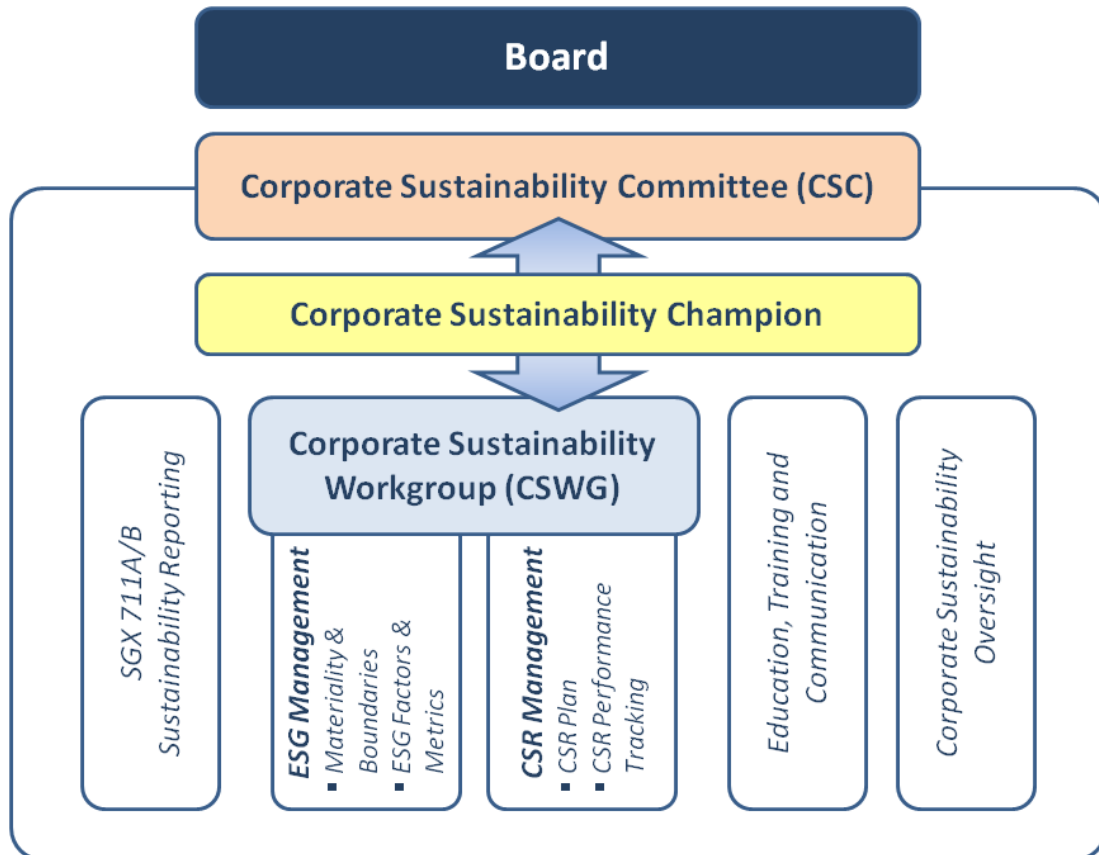 Board
Corporate Sustainability Committee (CSC)
Corporate Sustainability Champion
Corporate Sustainability
Workgroup (CSWG)
SGX 711A/B
Sustainability Reporting
ESG Management
▪ Materiality &
Boundaries
▪ ESG Factors &
Metrics
CSR Management
▪ CSR Plan
▪ CSR Performance
Tracking
Education, Training and
Communication
Corporate Sustainability
Oversight